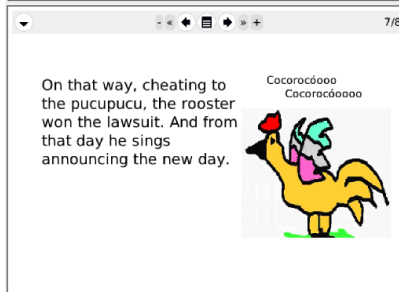 - « » +
7/8
On that way, cheating to
the pucupucu, the rooster
won the lawsuit. And from
that day he sings
announcing the new day.
Cocorocóooo
Cocorocóoooo